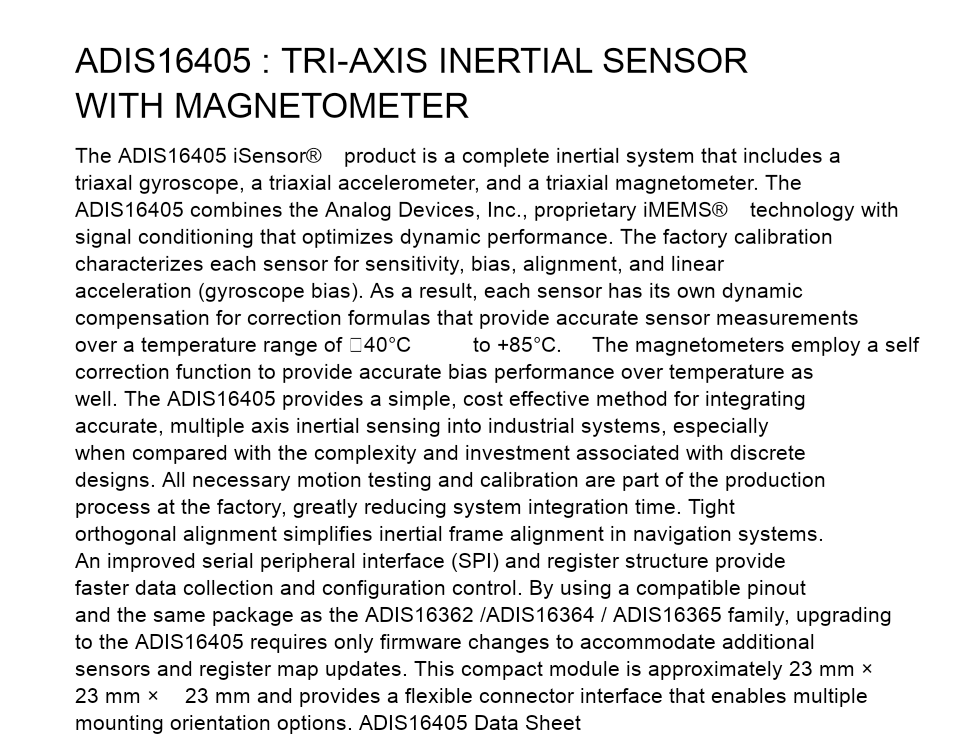 ADIS16405 : TRI-AXIS INERTIAL SENSOR
WITH MAGNETOMETER
The ADIS16405 iSensor® product is a complete inertial system that includes a
triaxal gyroscope, a triaxial accelerometer, and a triaxial magnetometer. The
ADIS16405 combines the Analog Devices, Inc., proprietary iMEMS® technology with
signal conditioning that optimizes dynamic performance. The factory calibration
characterizes each sensor for sensitivity, bias, alignment, and linear
acceleration (gyroscope bias). As a result, each sensor has its own dynamic
compensation for correction formulas that provide accurate sensor measurements
over a temperature range of □40°C to +85°C. The magnetometers employ a self
correction function to provide accurate bias performance over temperature as
well. The ADIS16405 provides a simple, cost effective method for integrating
accurate, multiple axis inertial sensing into industrial systems, especially
when compared with the complexity and investment associated with discrete
designs. All necessary motion testing and calibration are part of the production
process at the factory, greatly reducing system integration time. Tight
orthogonal alignment simplifies inertial frame alignment in navigation systems.
An improved serial peripheral interface (SPI) and register structure provide
faster data collection and configuration control. By using a compatible pinout
and the same package as the ADIS16362 /ADIS16364 / ADIS16365 family, upgrading
to the ADIS16405 requires only firmware changes to accommodate additional
sensors and register map updates. This compact module is approximately 23 mm ×
23 mm × 23 mm and provides a flexible connector interface that enables multiple
mounting orientation options. ADIS16405 Data Sheet